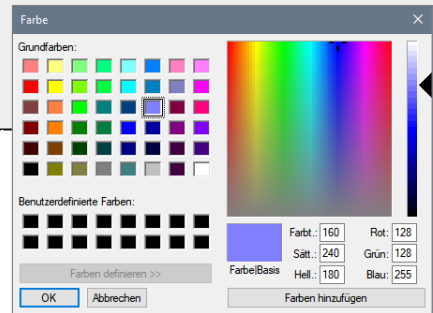 Farbe
Grundfarben:
Benutzerdefinierte Farben:
Farben definieren >>
OK Abbrechen
Farbe|Basis
Farbt.: 160 Rot: 128
Sätt.: 240 Grün: 128
Hell.: 180 Blau: 255
Farben hinzufügen